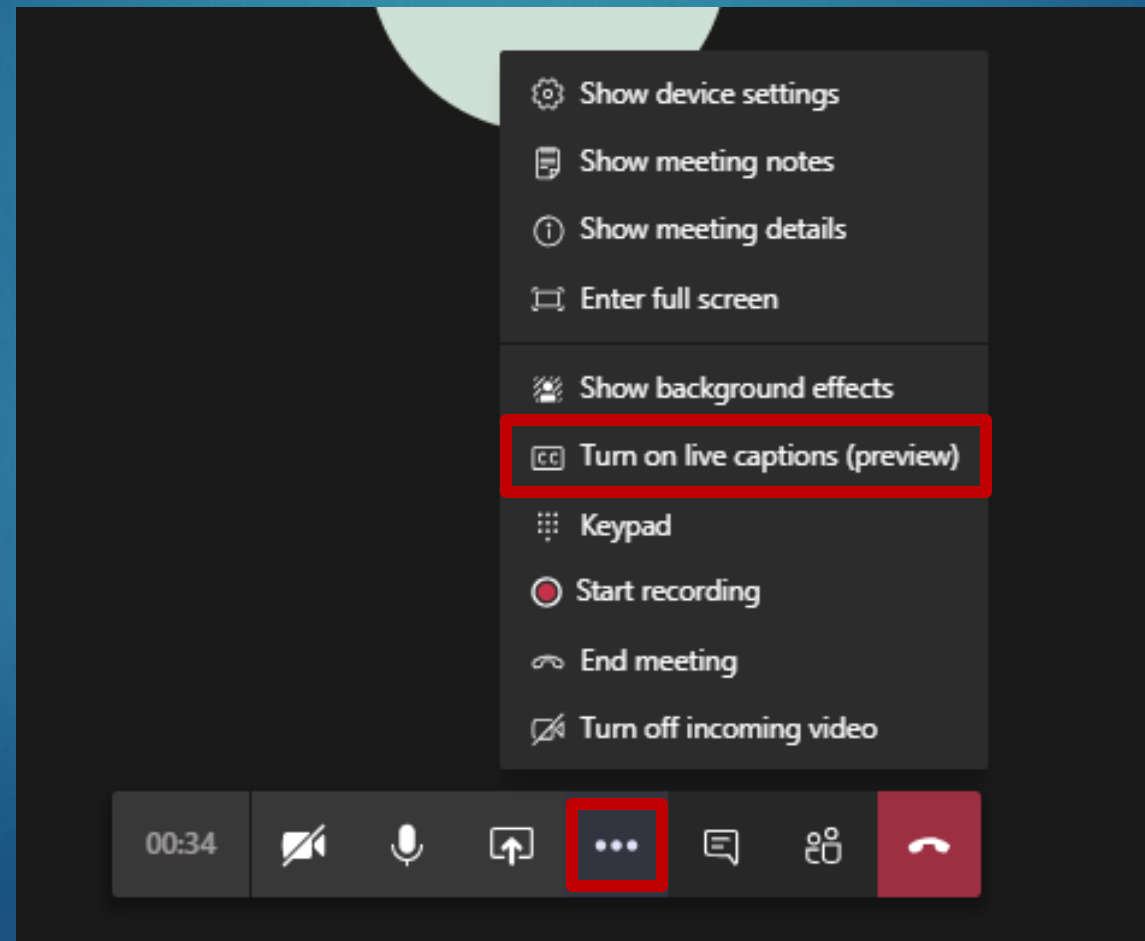 Show device settings
Show meeting notes
Show meeting details
Enter full screen
Show background effects
CC Turn on live captions (preview)
Keypad
Start recording
End meeting
Turn off incoming video
00:34